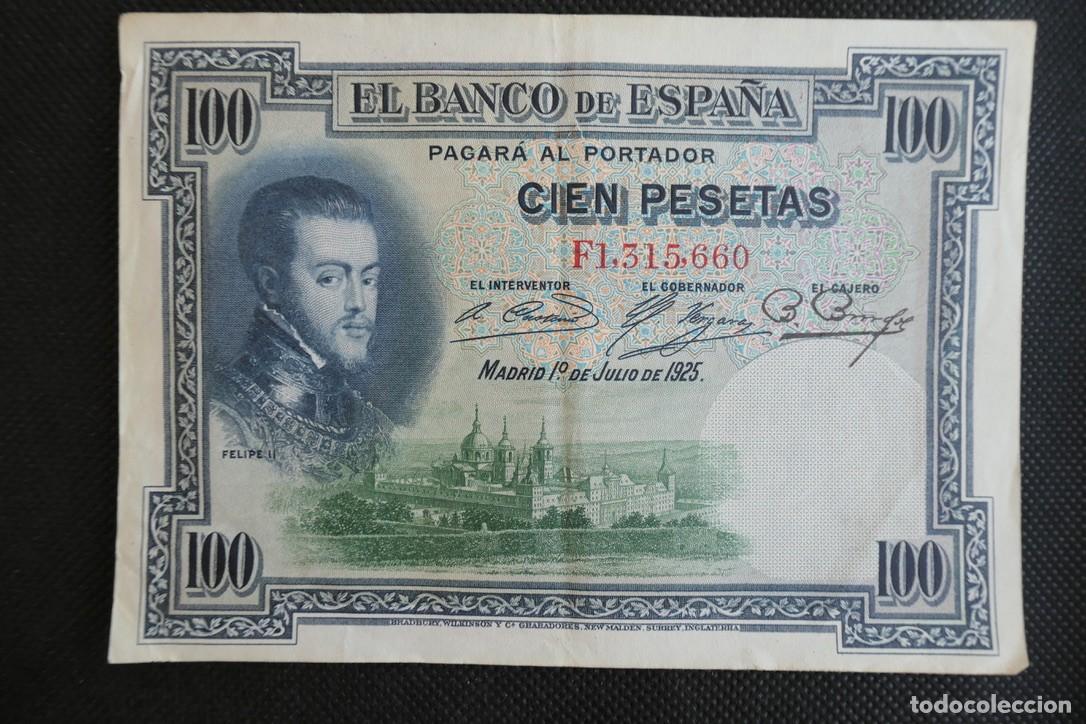 100 EL BANCO DE ESPAÑA 100
PAGARÁ AL PORTADOR
CIEN PESETAS
F1,315,660
EL INTERVENTOR EL GOBERNADOR EL CAJERO
MADRID 1º DE JULIO DE 1925.
FELIPE II
100 100
BRADBURY, WILKINSON Y Cª GRABADORES, NEW MALDEN, SURREY, INGLATERRA
todocoleccion